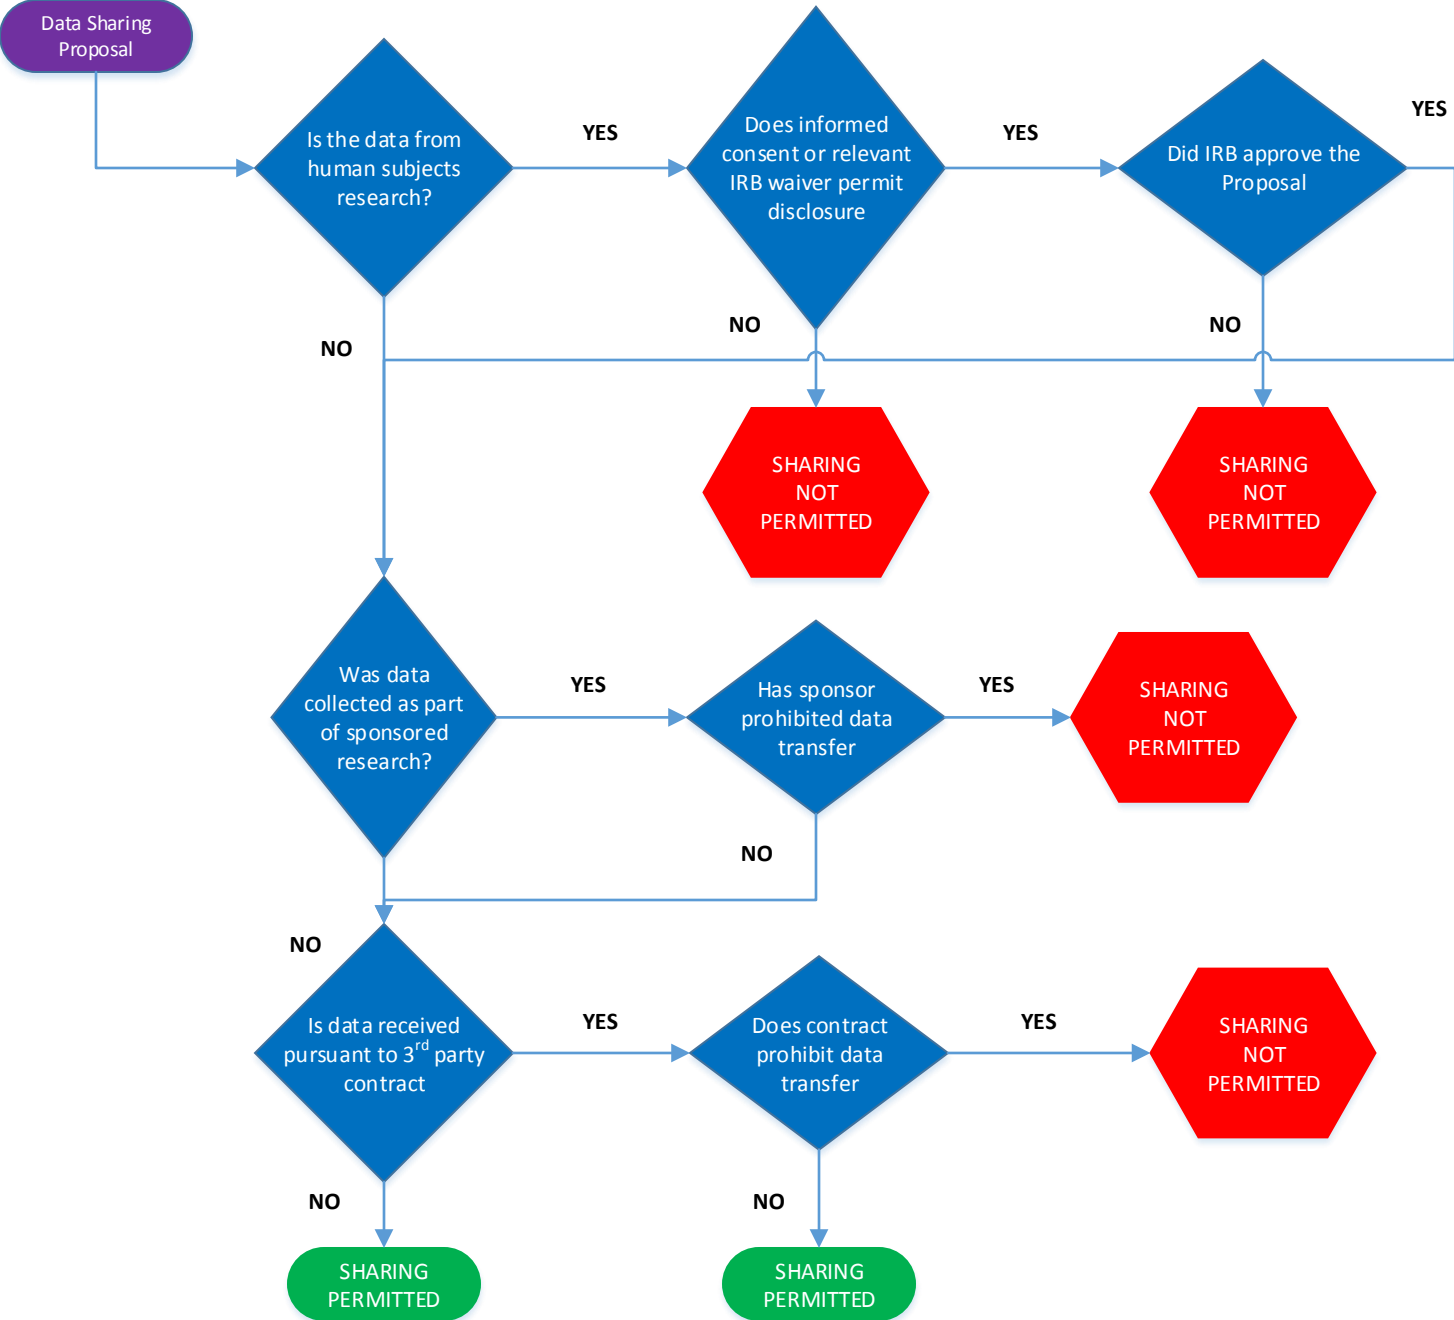 Data Sharing
Proposal
Is the data from
human subjects
research?
YES
Does informed
consent or relevant
IRB waiver permit
disclosure
YES
Did IRB approve the
Proposal
YES
NO
NO
NO
SHARING
NOT
PERMITTED
SHARING
NOT
PERMITTED
Was data
collected as part
of sponsored
research?
YES
Has sponsor
prohibited data
transfer
YES
SHARING
NOT
PERMITTED
NO
NO
Is data received
pursuant to 3rd party
contract
YES
Does contract
prohibit data
transfer
YES
SHARING
NOT
PERMITTED
NO
NO
SHARING
PERMITTED
SHARING
PERMITTED